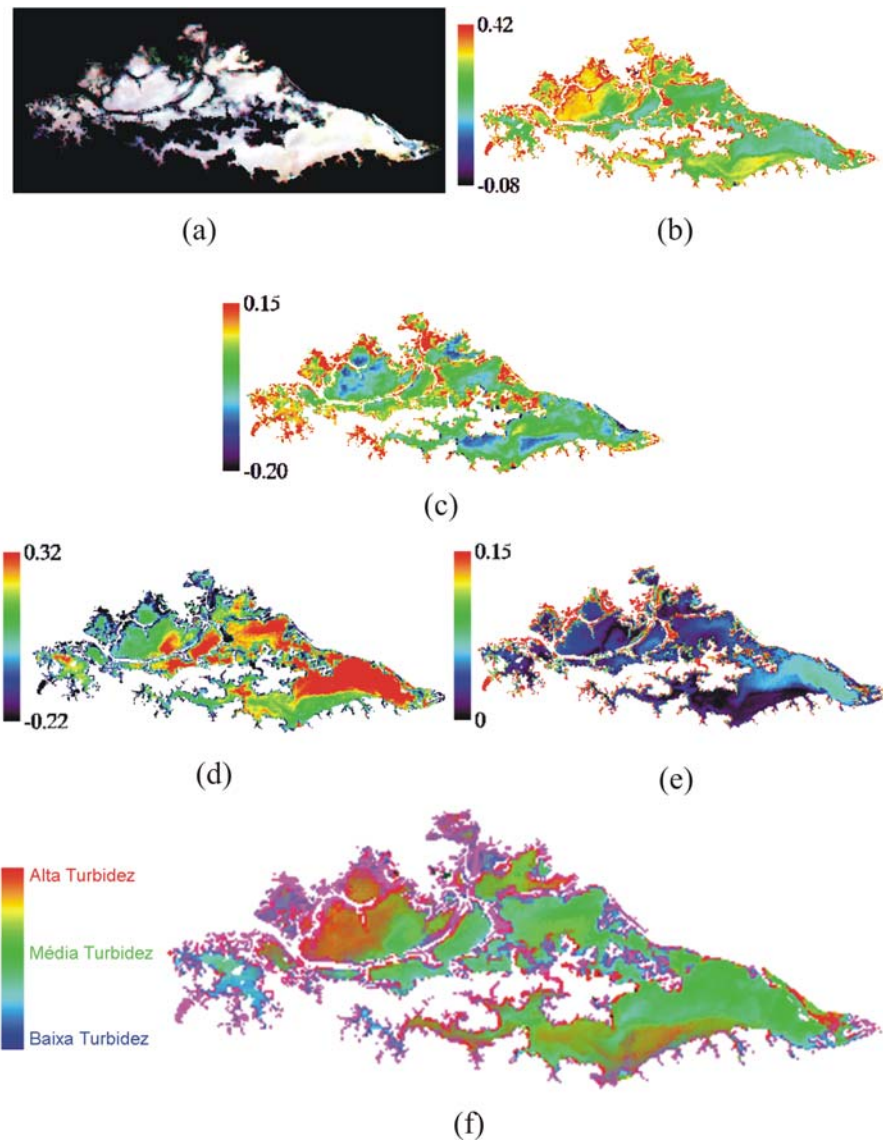 0.42
-0.08
(a)
(b)
0.15
-0.20
(c)
0.32
-0.22
0.15
0
(d)
(e)
Alta Turbidez
Média Turbidez
Baixa Turbidez
(f)